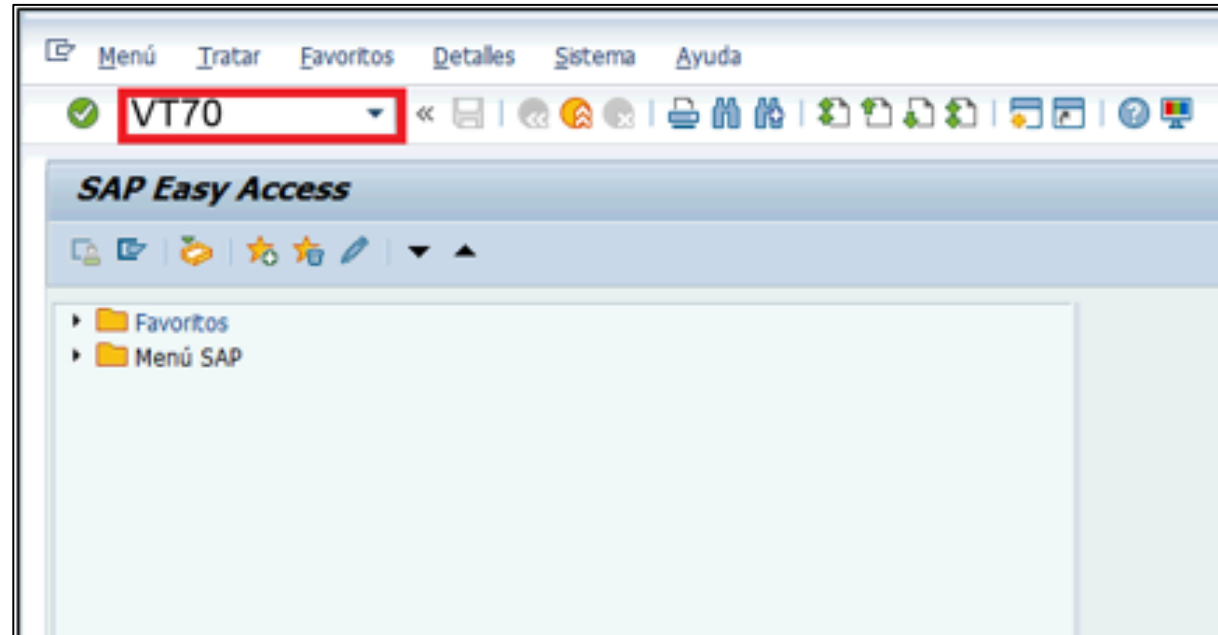 Menú Tratar Favoritos Detalles Sistema Ayuda
VT70
SAP Easy Access
Favoritos
Menú SAP